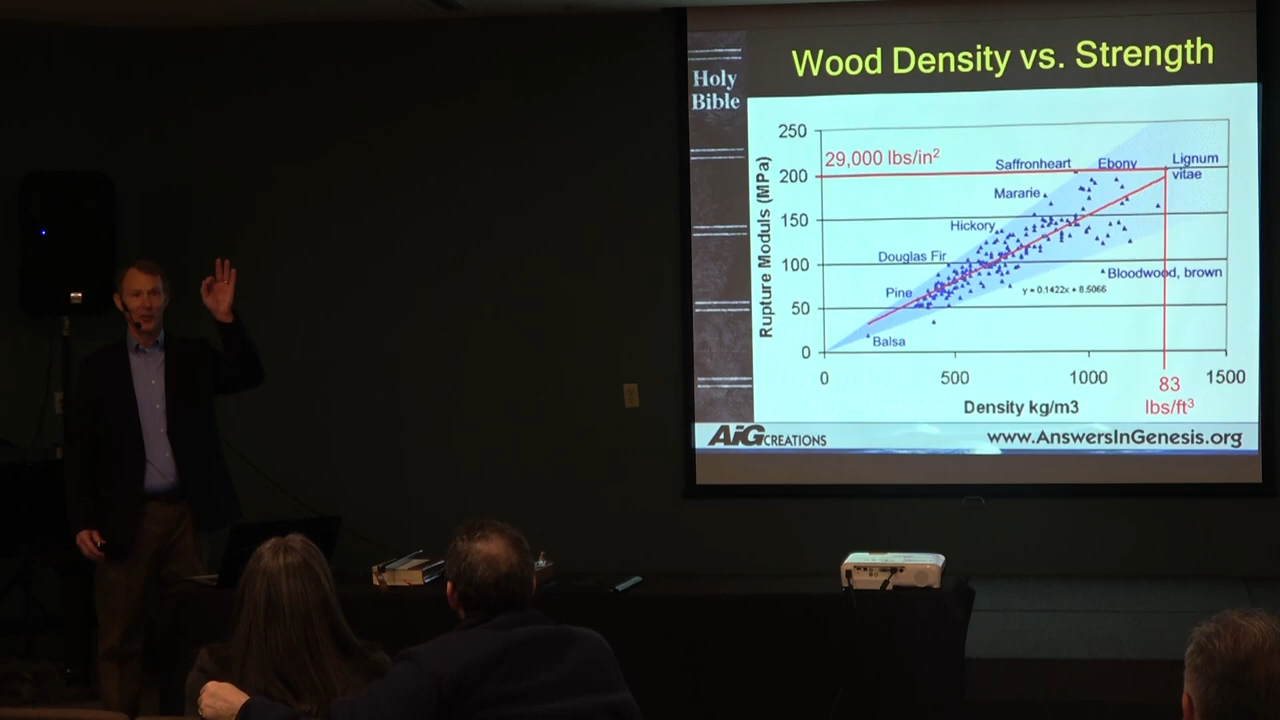 Wood Density vs. Strength
Holy
Bible
Rupture Moduls (MPa)
250
200
150
100
50
0
29,000 lbs/in²
Saffronheart
Ebony
Lignum
vitae
Mararie
Hickory
Douglas Fir
Pine
Balsa
Bloodwood, brown
y = 0.1422x + 8.5066
0
500
1000
1500
83
lbs/ft³
Density kg/m3
AiG CREATIONS
www.AnswersInGenesis.org